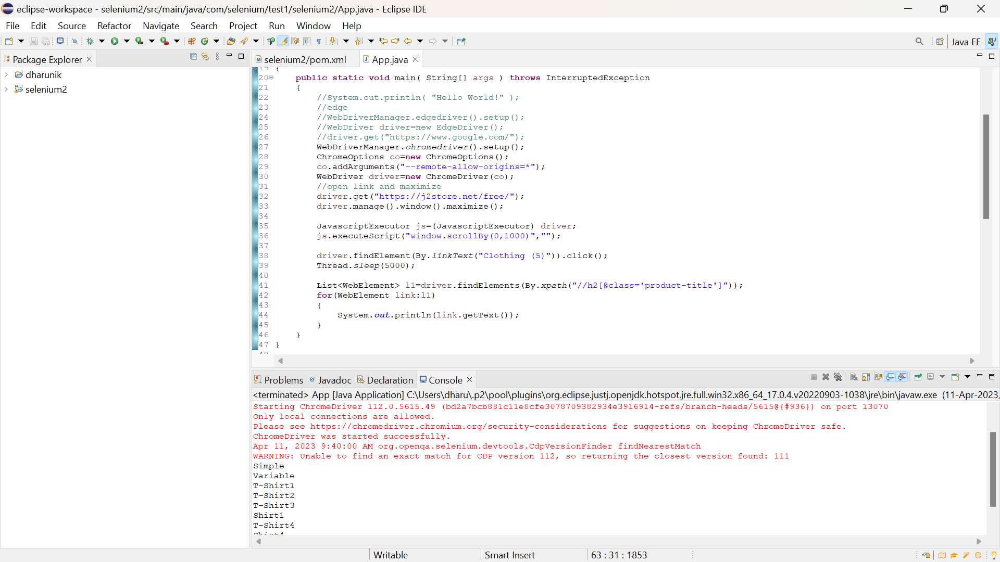 eclipse-workspace - selenium2/src/main/java/com/selenium/test1/selenium2/App.java - Eclipse IDE
File Edit Source Refactor Navigate Search Project Run Window Help
Java EE
Package Explorer
selenium2/pom.xml App.java
dharunik
selenium2
19 {
20 public static void main( String[] args ) throws InterruptedException
21 {
22 //System.out.println( "Hello World!" );
23 //edge
24 //WebDriverManager.edgedriver().setup();
25 //WebDriver driver=new EdgeDriver();
26 //driver.get("https://www.google.com/");
27 WebDriverManager.chromedriver().setup();
28 ChromeOptions co=new ChromeOptions();
29 co.addArguments("--remote-allow-origins=*");
30 WebDriver driver=new ChromeDriver(co);
31 //open link and maximize
32 driver.get("https://j2store.net/free/");
33 driver.manage().window().maximize();
34
35 JavascriptExecutor js=(JavascriptExecutor) driver;
36 js.executeScript("window.scrollBy(0,1000)","");
37
38 driver.findElement(By.linkText("Clothing (5)")).click();
39 Thread.sleep(5000);
40
41 List<WebElement> l1=driver.findElements(By.xpath("//h2[@class='product-title']"));
42 for(WebElement link:l1)
43 {
44 System.out.println(link.getText());
45 }
46 }
47 }
Problems Javadoc Declaration Console
<terminated> App [Java Application] C:\Users\dharu\.p2\pool\plugins\org.eclipse.justj.openjdk.hotspot.jre.full.win32.x86_64_17.0.4.v20220903-1038\jre\bin\javaw.exe (11-Apr-2023,
Starting ChromeDriver 112.0.5615.49 (bd2a7bcb881c11e8cfe3078709382934e3916914-refs/branch-heads/5615@{#936}) on port 13070
Only local connections are allowed.
Please see https://chromedriver.chromium.org/security-considerations for suggestions on keeping ChromeDriver safe.
ChromeDriver was started successfully.
Apr 11, 2023 9:40:00 AM org.openqa.selenium.devtools.CdpVersionFinder findNearestMatch
WARNING: Unable to find an exact match for CDP version 112, so returning the closest version found: 111
Simple
Variable
T-Shirt1
T-Shirt2
T-Shirt3
Shirt1
T-Shirt4
Writable Smart Insert 63 : 31 : 1853